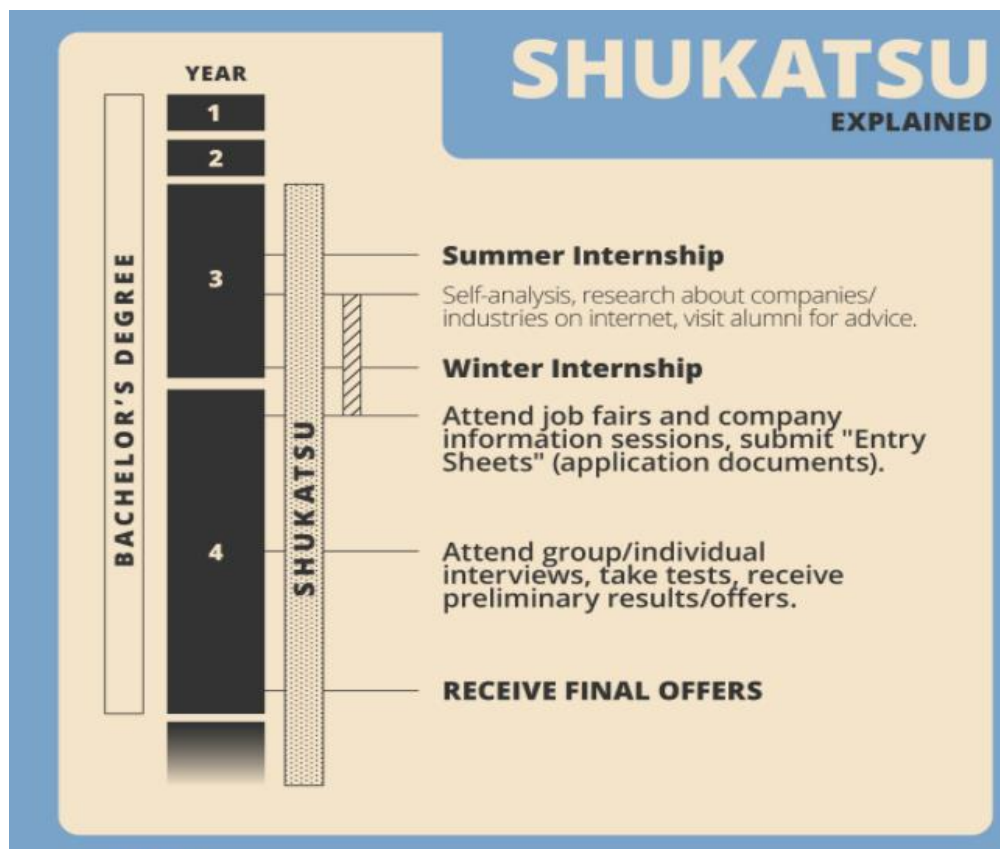 SHUKATSU
EXPLAINED
YEAR
1
2
3
4
BACHELOR'S DEGREE
SHUKATSU
Summer Internship
Self-analysis, research about companies/
industries on internet, visit alumni for advice.
Winter Internship
Attend job fairs and company
information sessions, submit "Entry
Sheets" (application documents).
Attend group/individual
interviews, take tests, receive
preliminary results/offers.
RECEIVE FINAL OFFERS